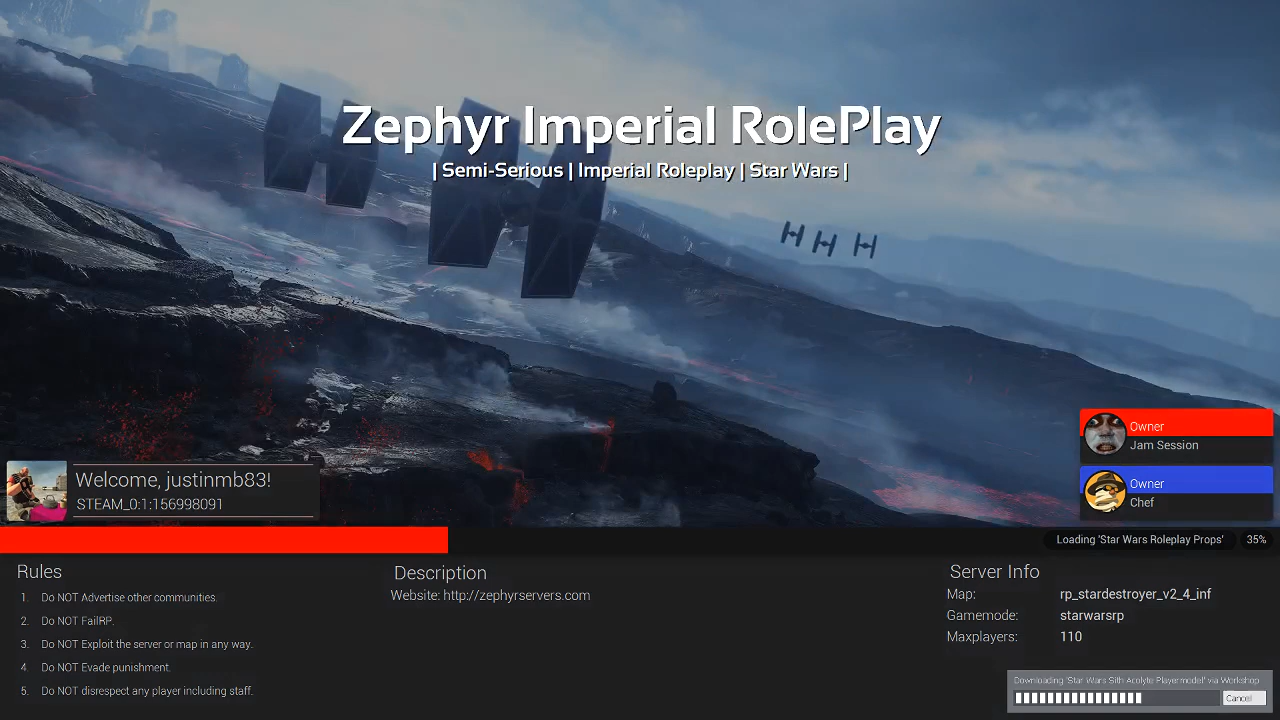 Zephyr Imperial RolePlay
| Semi-Serious | Imperial Roleplay | Star Wars |
Owner
Jam Session
Owner
Chef
Welcome, justinmb83!
STEAM_0:1:156998091
Loading 'Star Wars Roleplay Props'
35%
Rules
1. Do NOT Advertise other communities.
2. Do NOT FailRP.
3. Do NOT Exploit the server or map in any way.
4. Do NOT Evade punishment.
5. Do NOT disrespect any player including staff.
Description
Website: http://zephyrservers.com
Server Info
Map: rp_stardestroyer_v2_4_inf
Gamemode: starwarsrp
Maxplayers: 110
Downloading 'Star Wars Sith Acolyte Playermodel' via Workshop
Cancel